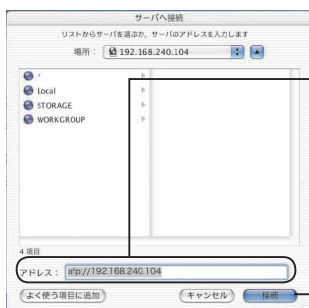 サーバへ接続
リストからサーバを選ぶか、サーバのアドレスを入力します
場所： 192.168.240.104
*
Local
STORAGE
WORKGROUP
4 項目
アドレス： afp://192.168.240.104
よく使う項目に追加 キャンセル 接続